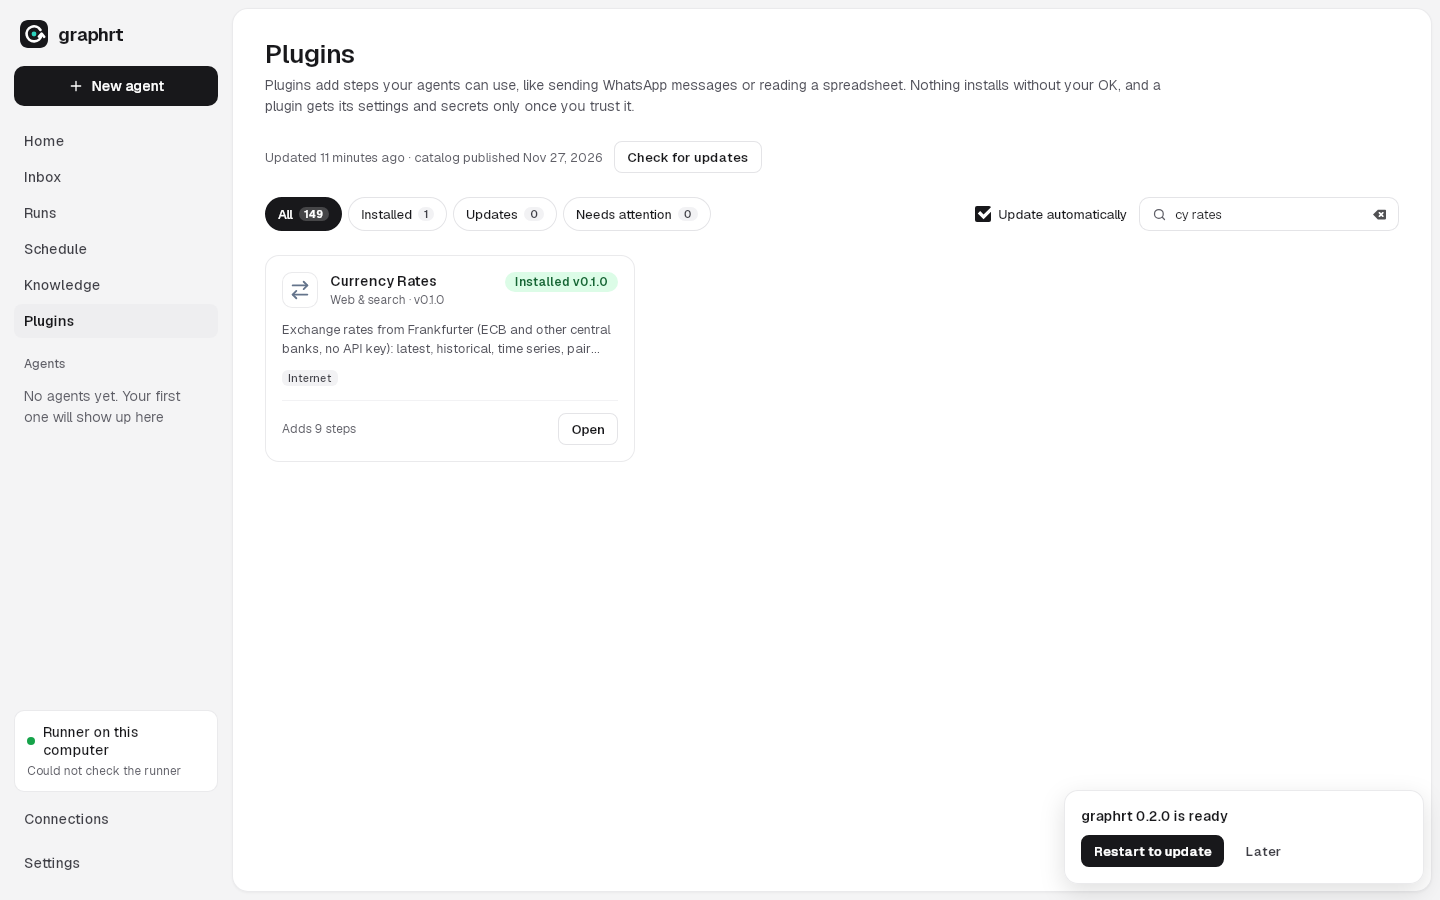 graphrt
New agent
Home
Inbox
Runs
Schedule
Knowledge
Plugins
Agents
No agents yet. Your first
one will show up here
Runner on this
computer
Could not check the runner
Connections
Settings
Plugins
Plugins add steps your agents can use, like sending WhatsApp messages or reading a spreadsheet. Nothing installs without your OK, and a
plugin gets its settings and secrets only once you trust it.
Updated 11 minutes ago · catalog published Nov 27, 2026
Check for updates
All 149
Installed 1
Updates 0
Needs attention 0
Update automatically
cy rates
Currency Rates
Installed v0.1.0
Web & search · v0.1.0
Exchange rates from Frankfurter (ECB and other central
banks, no API key): latest, historical, time series, pair...
Internet
Adds 9 steps
Open
graphrt 0.2.0 is ready
Restart to update
Later